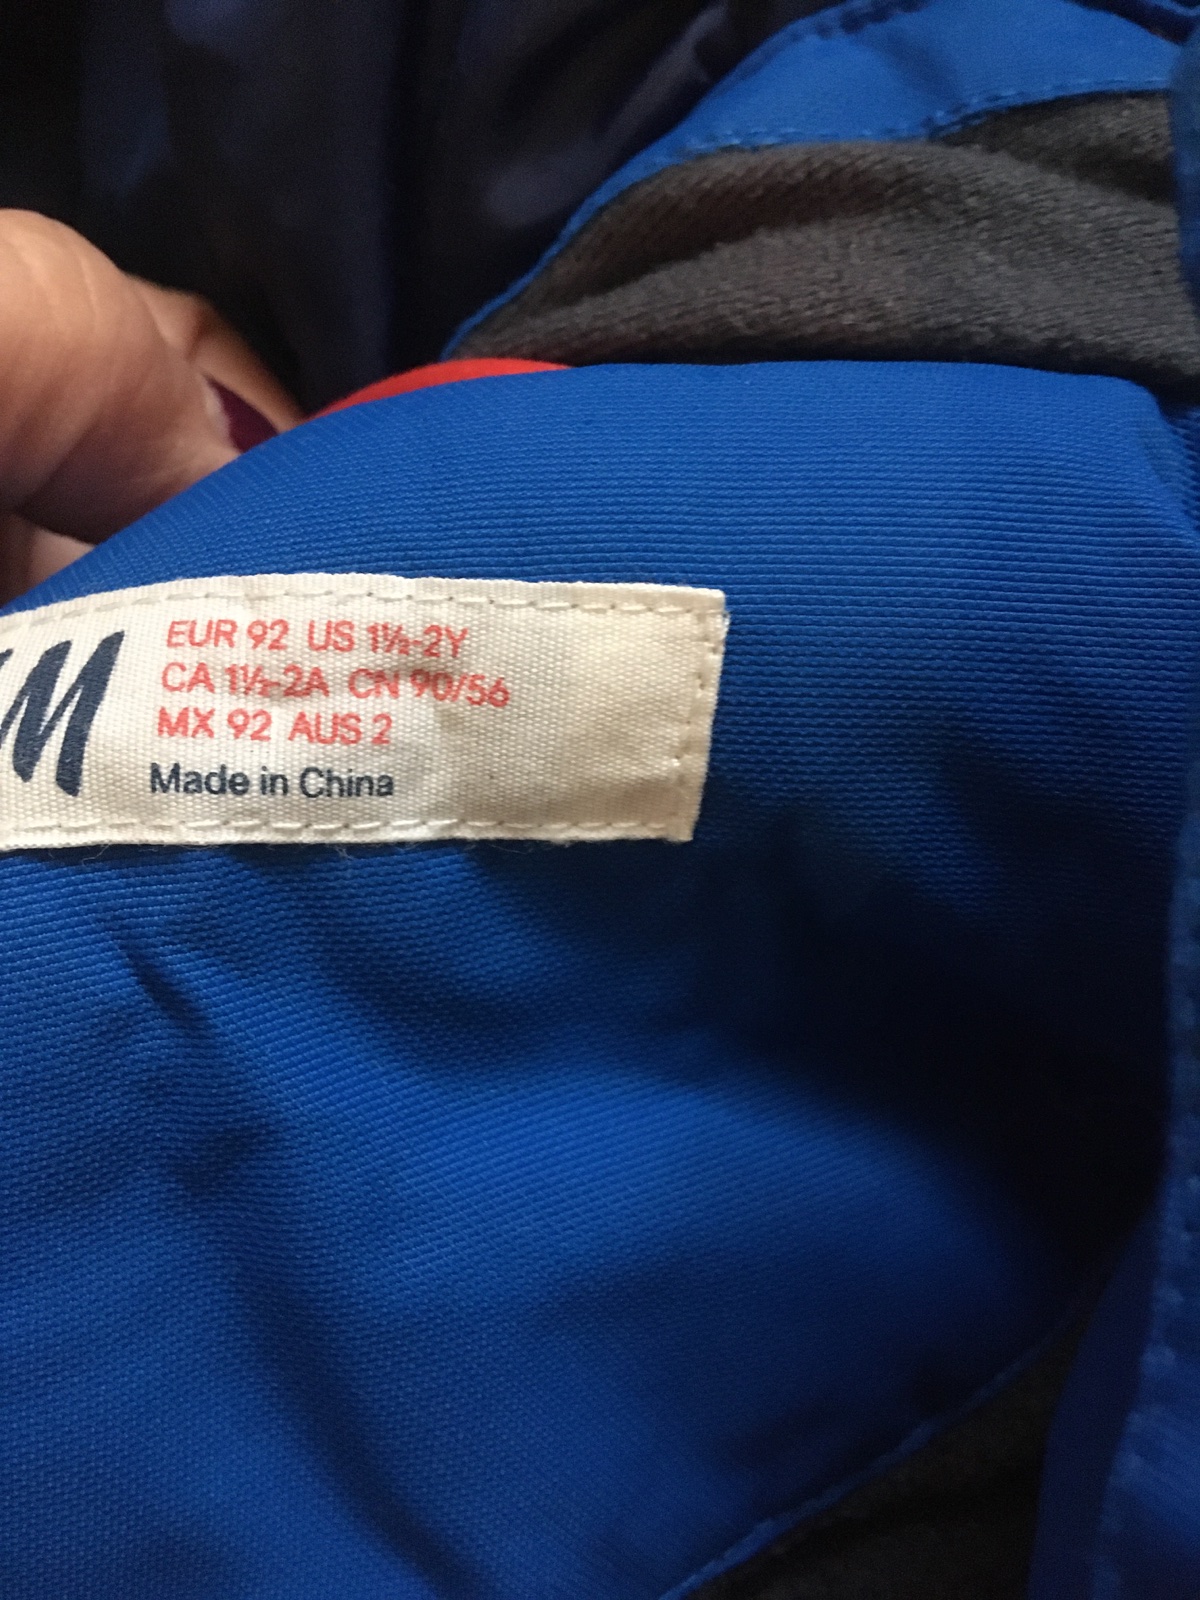 M
EUR 92 US 1½-2Y
CA 1½-2A CN 90/56
MX 92 AUS 2
Made in China